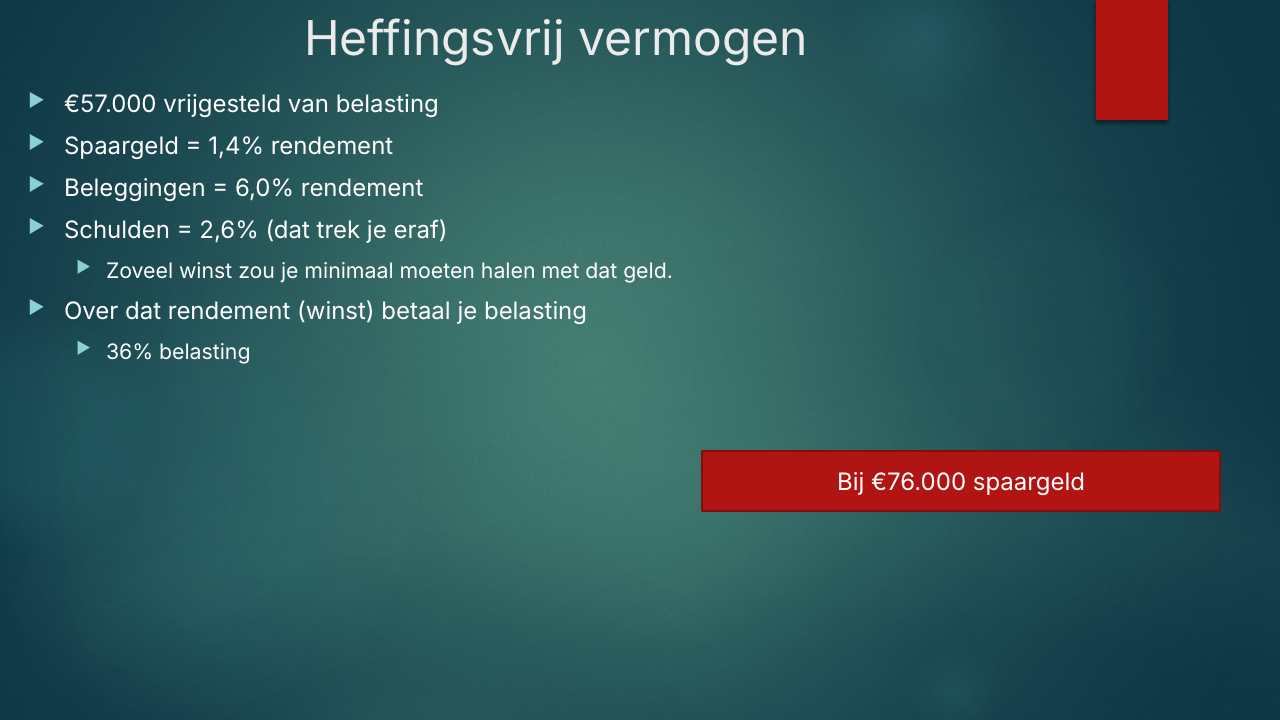 Heffingsvrij vermogen
€57.000 vrijgesteld van belasting
Spaargeld = 1,4% rendement
Beleggingen = 6,0% rendement
Schulden = 2,6% (dat trek je eraf)
Zoveel winst zou je minimaal moeten halen met dat geld.
Over dat rendement (winst) betaal je belasting
36% belasting
Bij €76.000 spaargeld